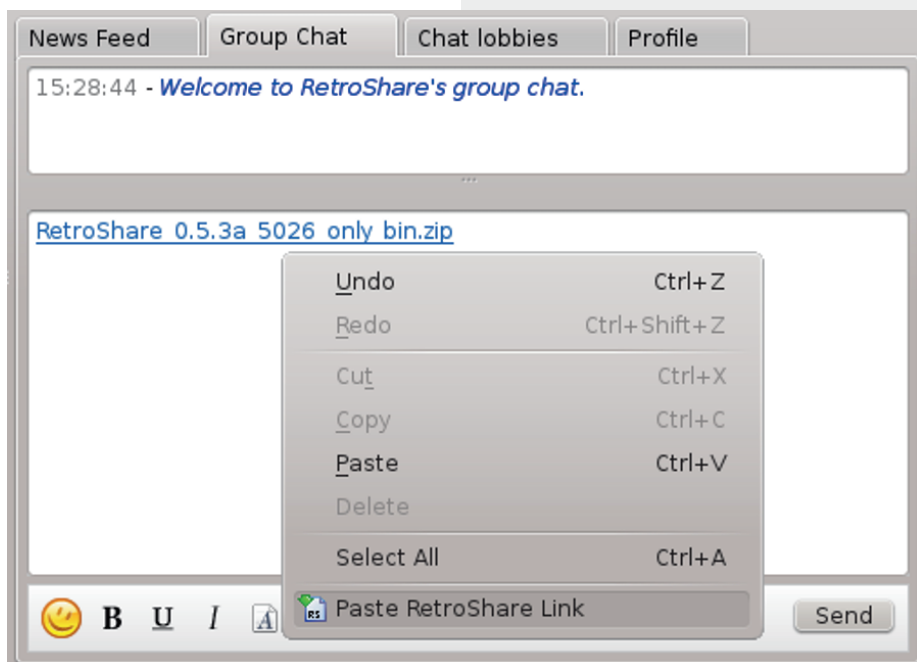 News Feed Group Chat Chat lobbies Profile
15:28:44 - Welcome to RetroShare's group chat.
RetroShare_0.5.3a_5026_only_bin.zip
Undo Ctrl+Z
Redo Ctrl+Shift+Z
Cut Ctrl+X
Copy Ctrl+C
Paste Ctrl+V
Delete
Select All Ctrl+A
B U I A RS Paste RetroShare Link Send